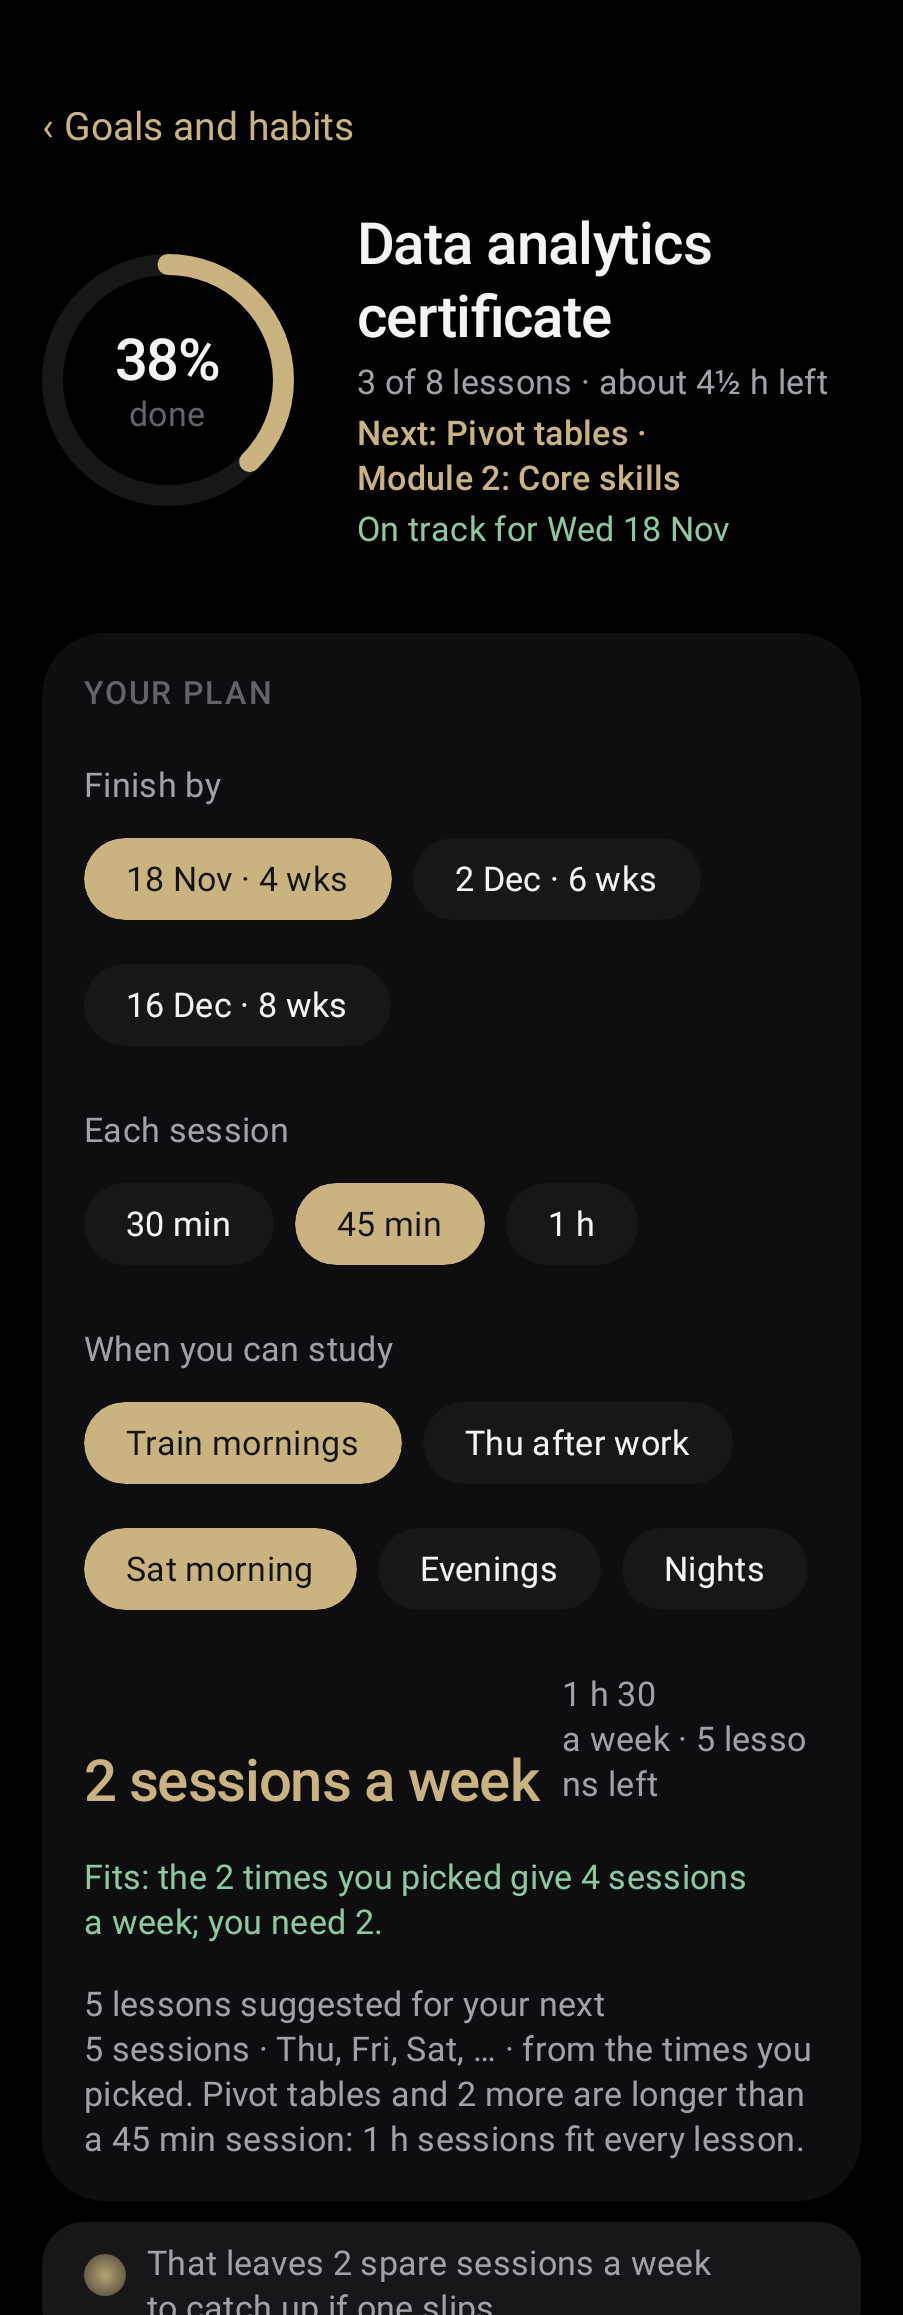 ‹ Goals and habits
38%
done
Data analytics
certificate
3 of 8 lessons · about 4½ h left
Next: Pivot tables ·
Module 2: Core skills
On track for Wed 18 Nov
YOUR PLAN
Finish by
18 Nov · 4 wks
2 Dec · 6 wks
16 Dec · 8 wks
Each session
30 min
45 min
1 h
When you can study
Train mornings
Thu after work
Sat morning
Evenings
Nights
2 sessions a week
1 h 30
a week · 5 lesso
ns left
Fits: the 2 times you picked give 4 sessions
a week; you need 2.
5 lessons suggested for your next
5 sessions · Thu, Fri, Sat, … · from the times you
picked. Pivot tables and 2 more are longer than
a 45 min session: 1 h sessions fit every lesson.
That leaves 2 spare sessions a week
to catch up if one slips.